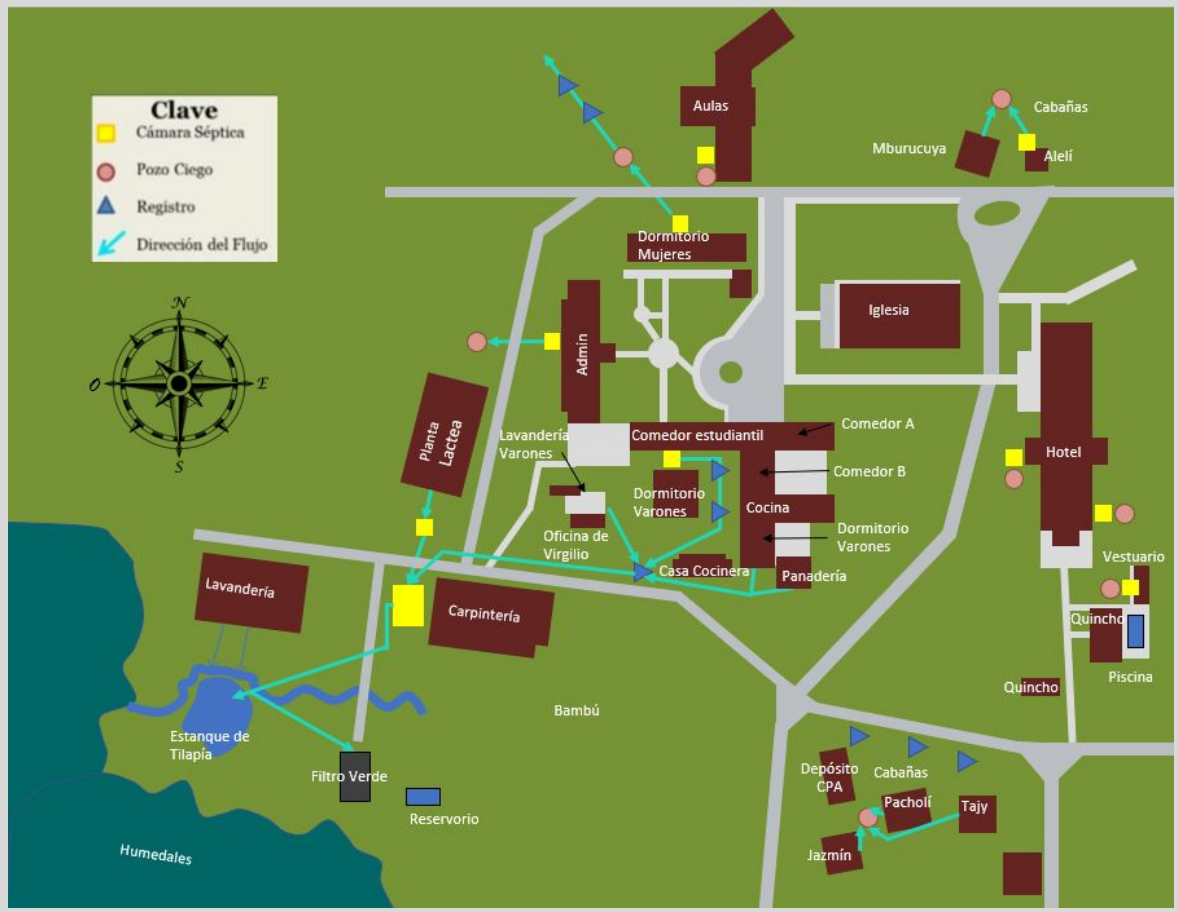 Clave
Cámara Séptica
Pozo Ciego
Registro
Dirección del Flujo
N
O
E
S
Aulas
Cabañas
Mburucuya
Alelí
Dormitorio
Mujeres
Iglesia
Admin
Planta
Lactea
Lavandería
Varones
Comedor estudiantil
Comedor A
Comedor B
Hotel
Dormitorio
Varones
Cocina
Oficina de
Virgilio
Dormitorio
Varones
Casa Cocinera
Panadería
Vestuario
Lavandería
Carpintería
Quincho
Piscina
Quincho
Bambú
Estanque de
Tilapía
Filtro Verde
Reservorio
Depósito
CPA
Cabañas
Pacholí
Tajy
Jazmín
Humedales